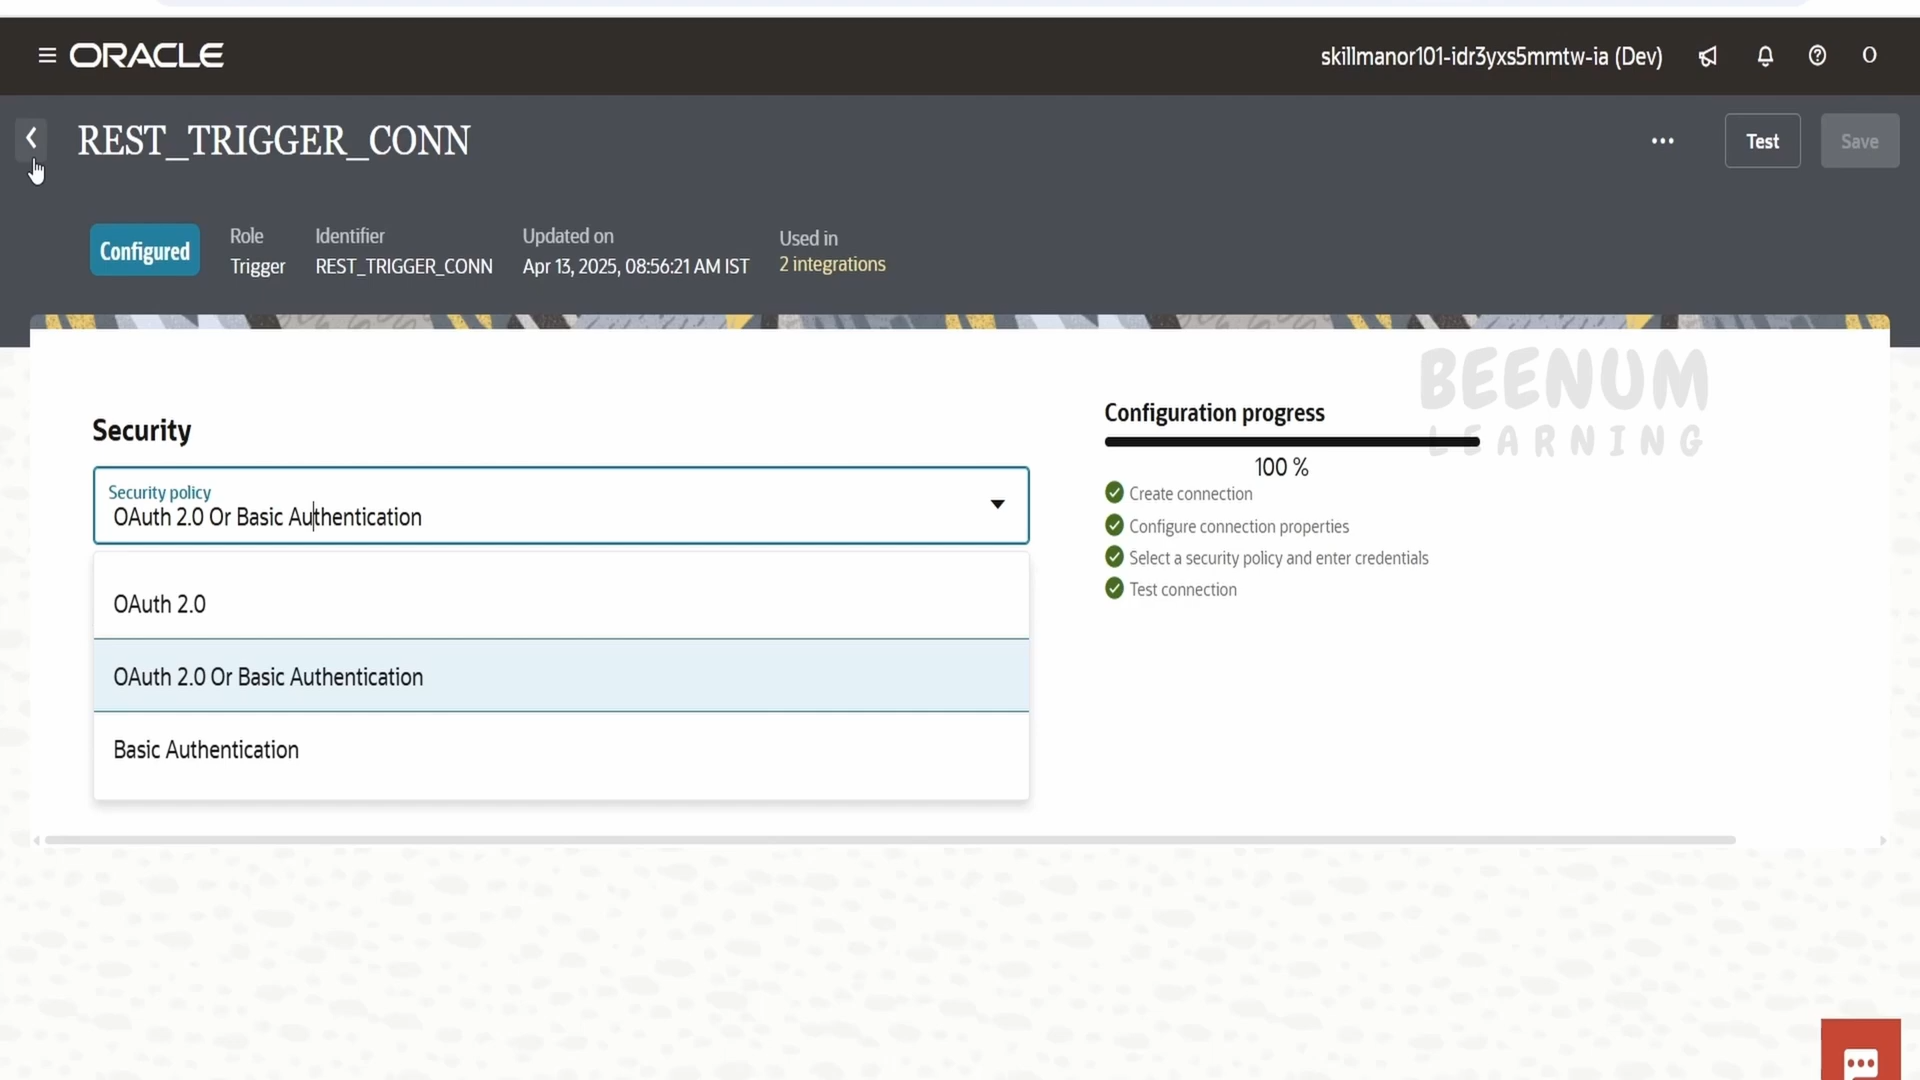 ORACLE
skillmanor101-idr3yxs5mmtw-ia (Dev)
O
REST_TRIGGER_CONN
Test
Save
Configured
Role
Trigger
Identifier
REST_TRIGGER_CONN
Updated on
Apr 13, 2025, 08:56:21 AM IST
Used in
2 integrations
BEENUM
LEARNING
Security
Security policy
OAuth 2.0 Or Basic Authentication
OAuth 2.0
OAuth 2.0 Or Basic Authentication
Basic Authentication
Configuration progress
100 %
Create connection
Configure connection properties
Select a security policy and enter credentials
Test connection